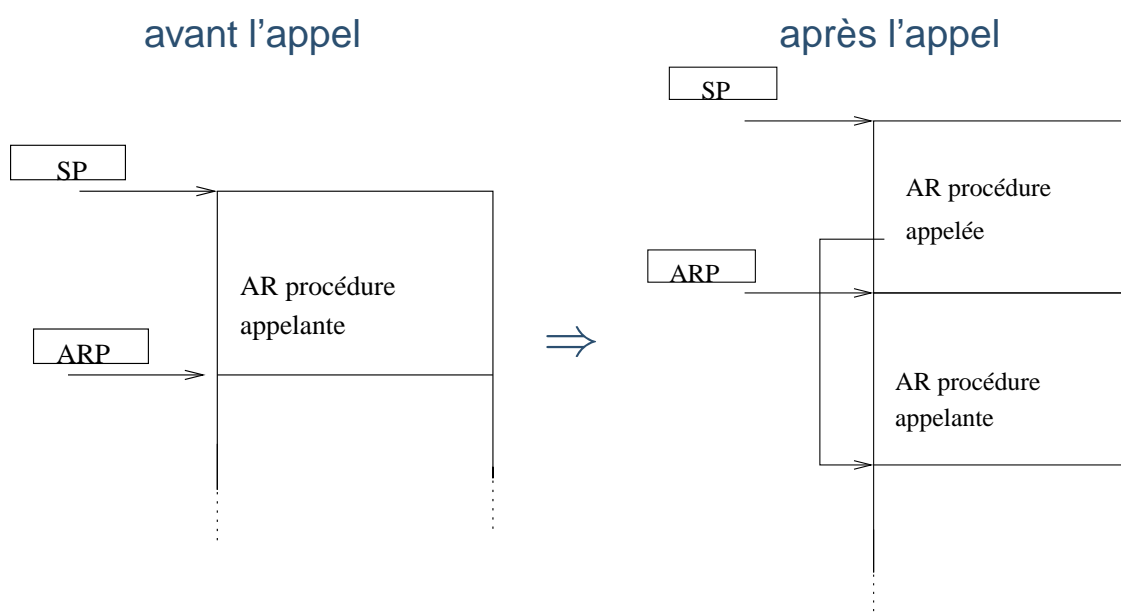 avant l’appel
SP
AR procédure
appelante
ARP
⇒
après l’appel
SP
AR procédure
appelée
ARP
AR procédure
appelante